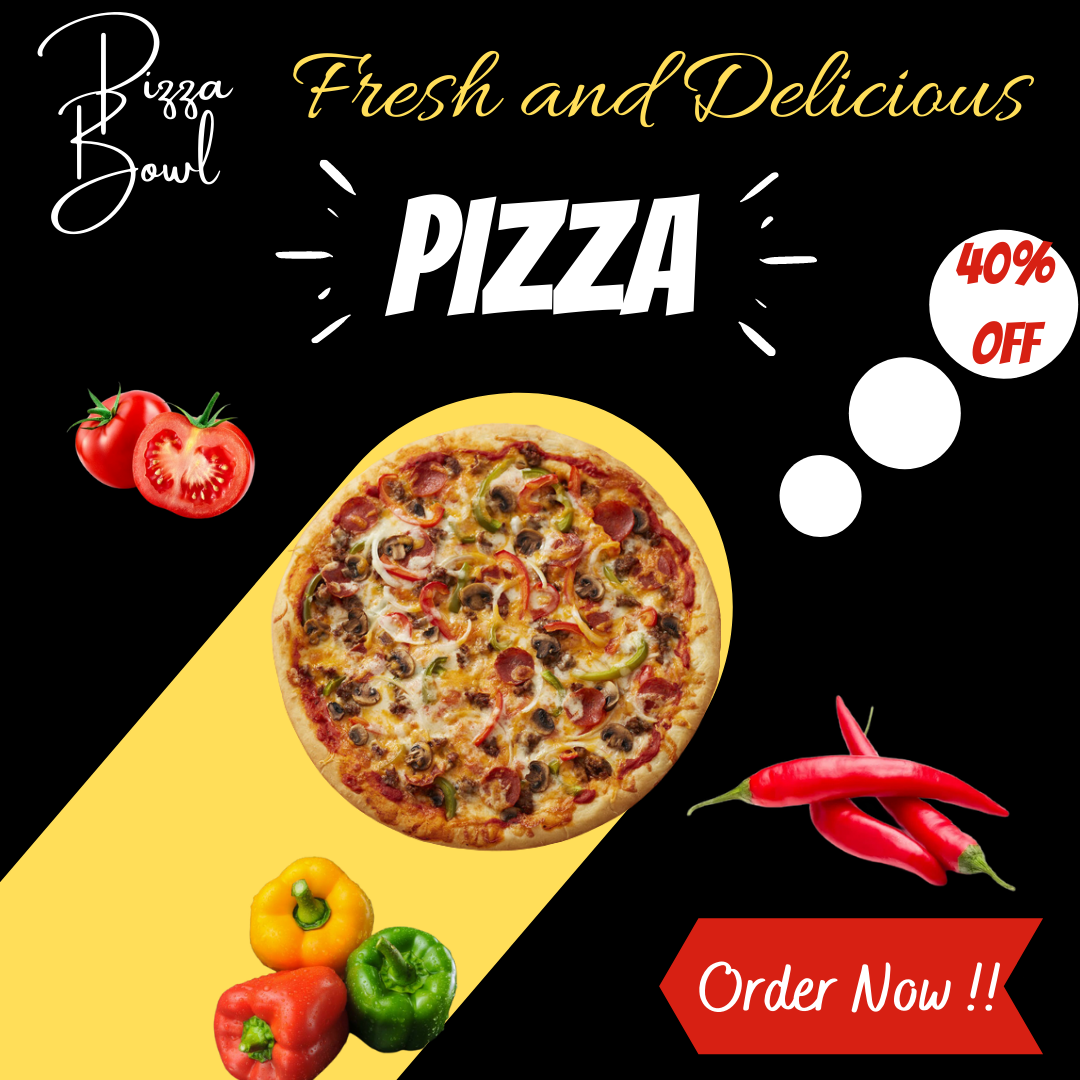 Pizza
Bowl
Fresh and Delicious
PIZZA
40%
OFF
Order Now !!